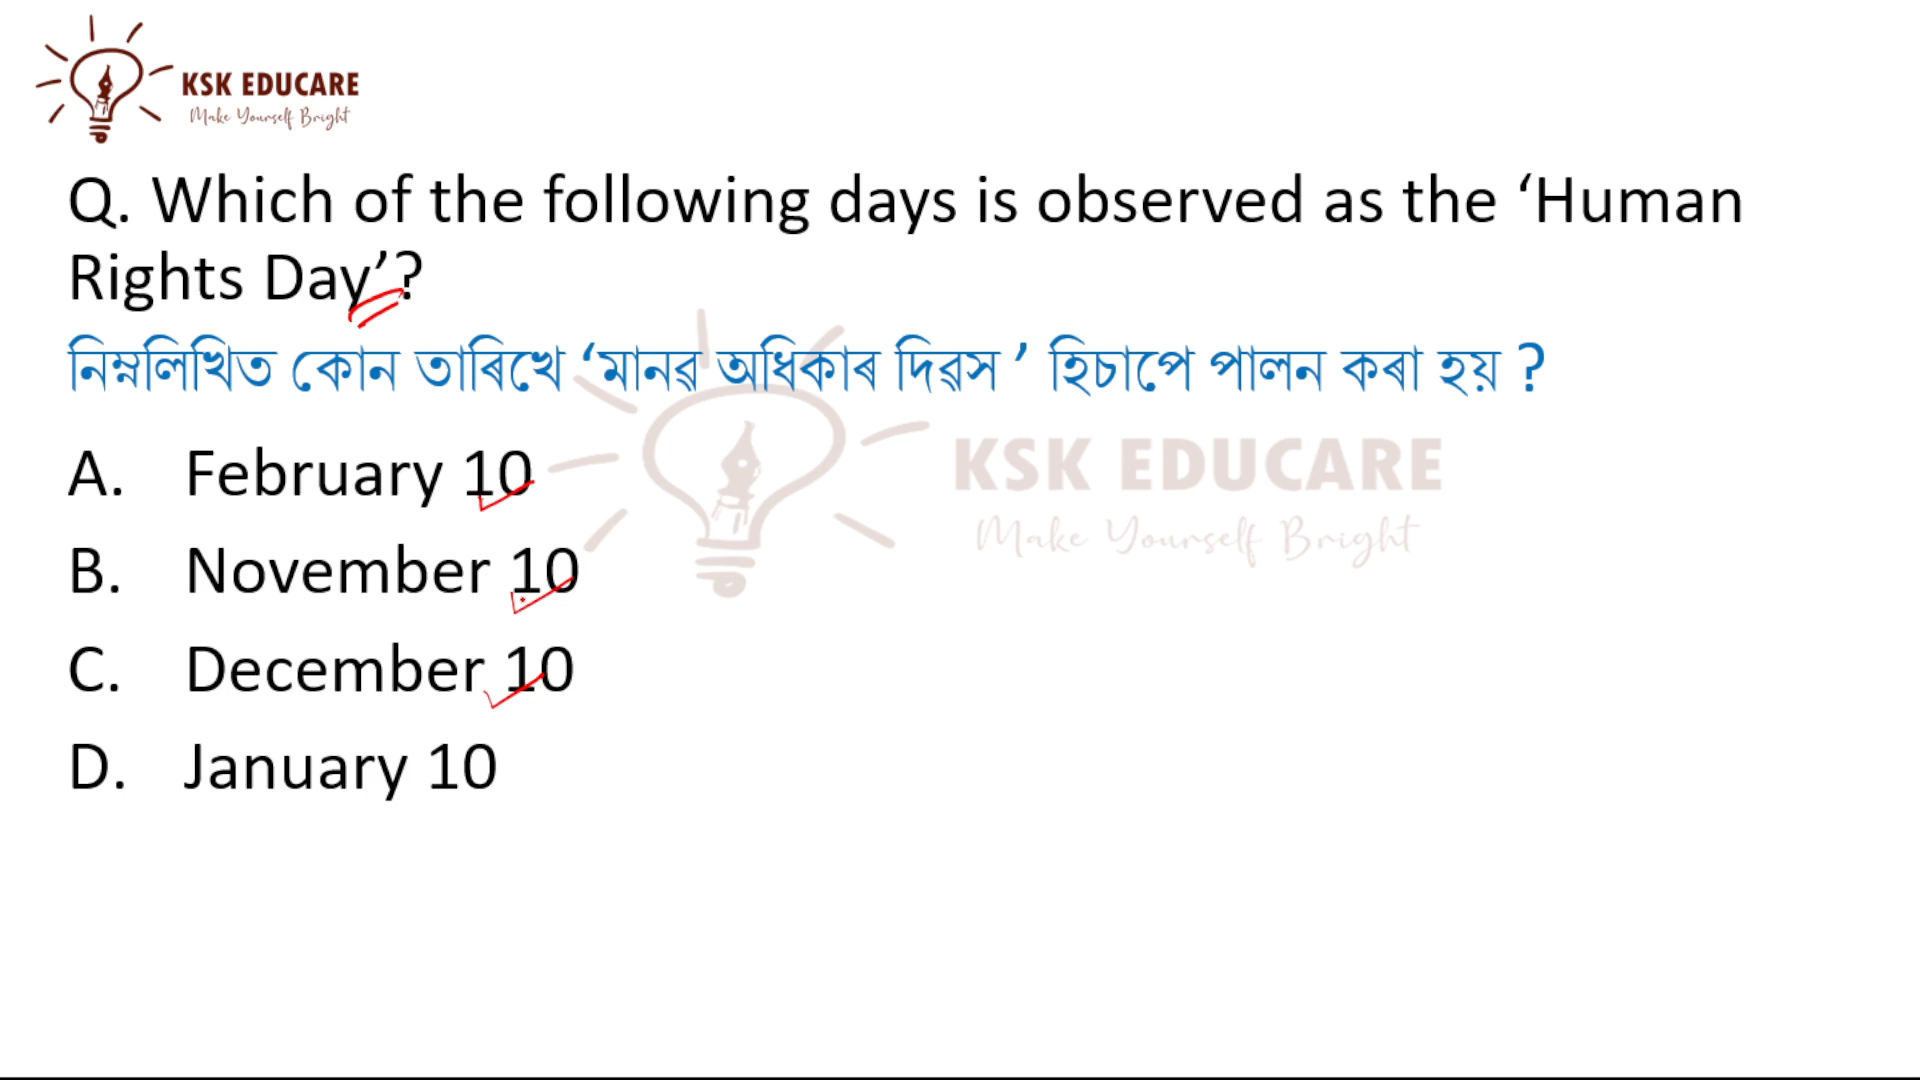 KSK EDUCARE
Make Yourself Bright
Q. Which of the following days is observed as the ‘Human
Rights Day’?
নিম্নলিখিত কোন তাৰিখে ‘মানৱ অধিকাৰ দিৱস ’ হিচাপে পালন কৰা হয় ?
A. February 10
B. November 10
C. December 10
D. January 10
KSK EDUCARE
Make Yourself Bright